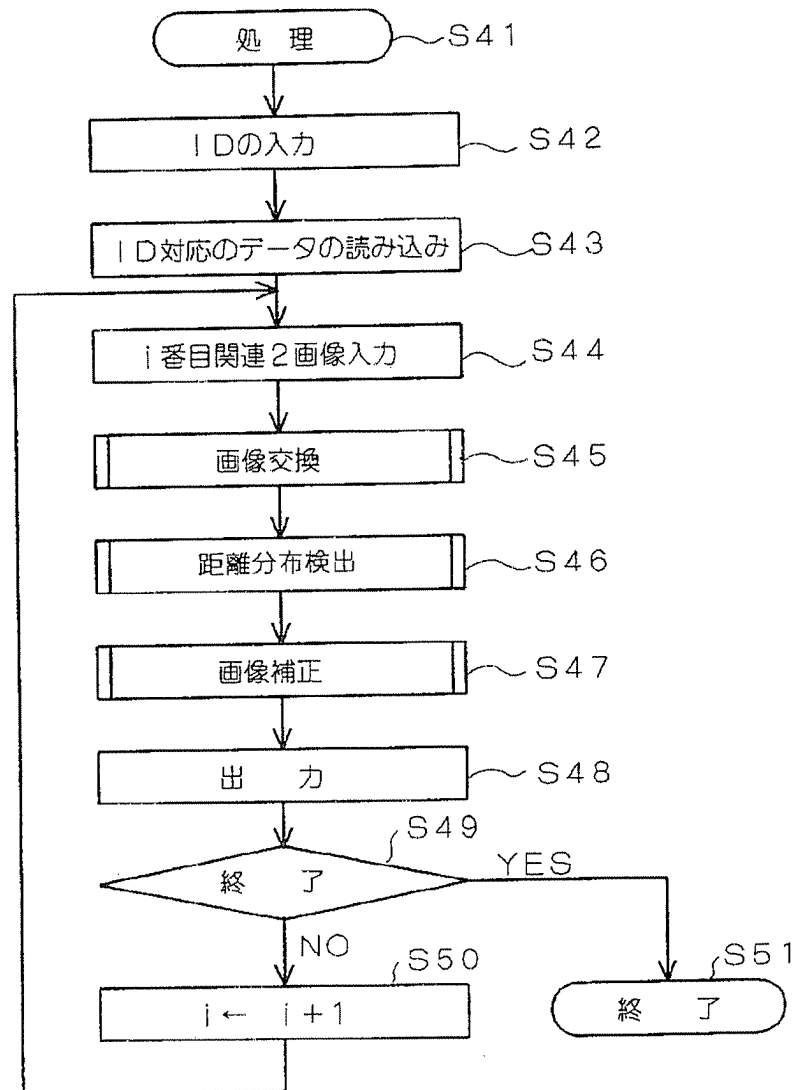 処 理
S41
IDの入力
S42
ID対応のデータの読み込み
S43
i番目関連2画像入力
S44
画像交換
S45
距離分布検出
S46
画像補正
S47
出 力
S48
S49
終 了
YES
NO
S50
S51
i← i+1
終 了